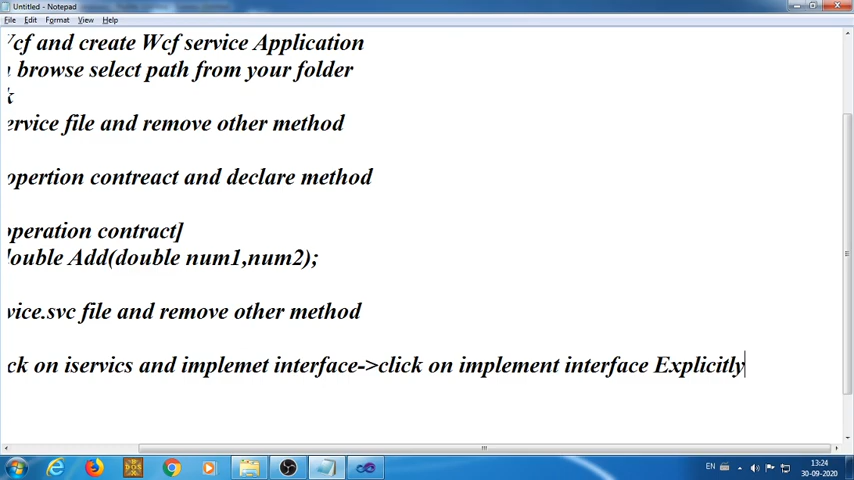 Untitled - Notepad
File Edit Format View Help
Wcf and create Wcf service Application
browse select path from your folder
k
ervice file and remove other method
opertion contreact and declare method
operation contract]
double Add(double num1,num2);
vice.svc file and remove other method
ck on iservics and implemet interface->click on implement interface Explicitly
EN
13:24
30-09-2020